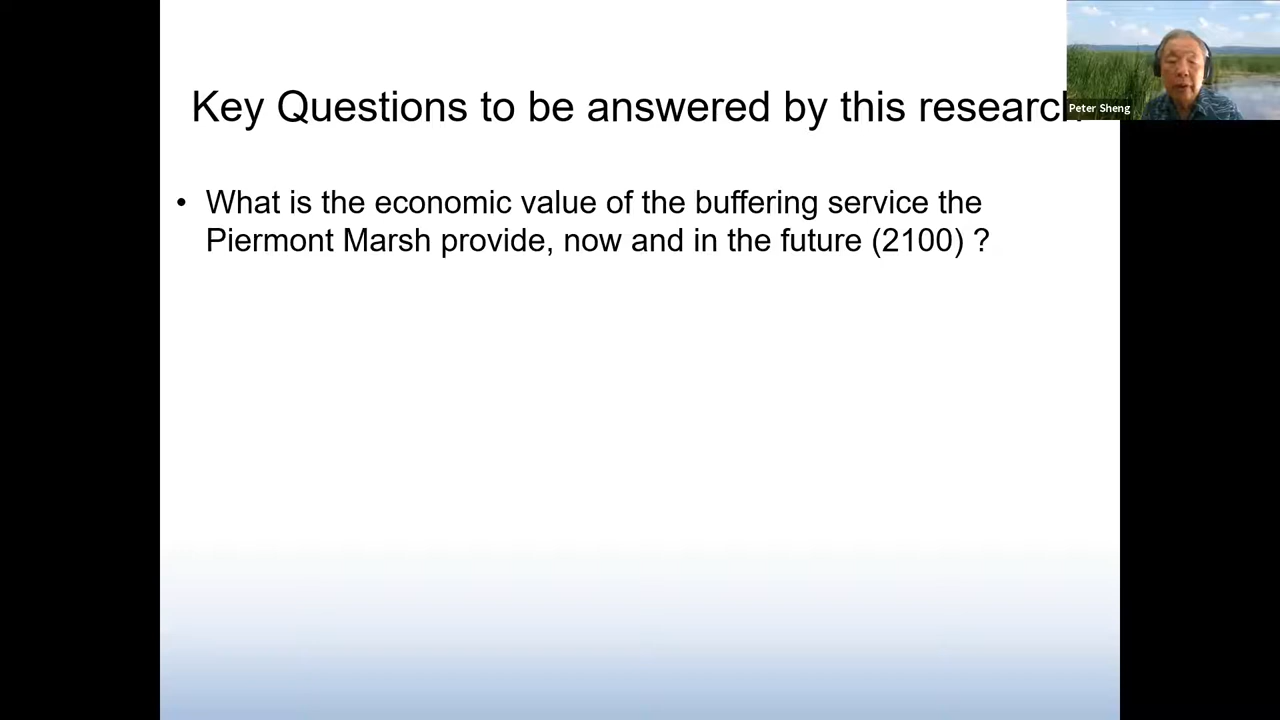 Key Questions to be answered by this research
• What is the economic value of the buffering service the
Piermont Marsh provide, now and in the future (2100) ?
Peter Sheng